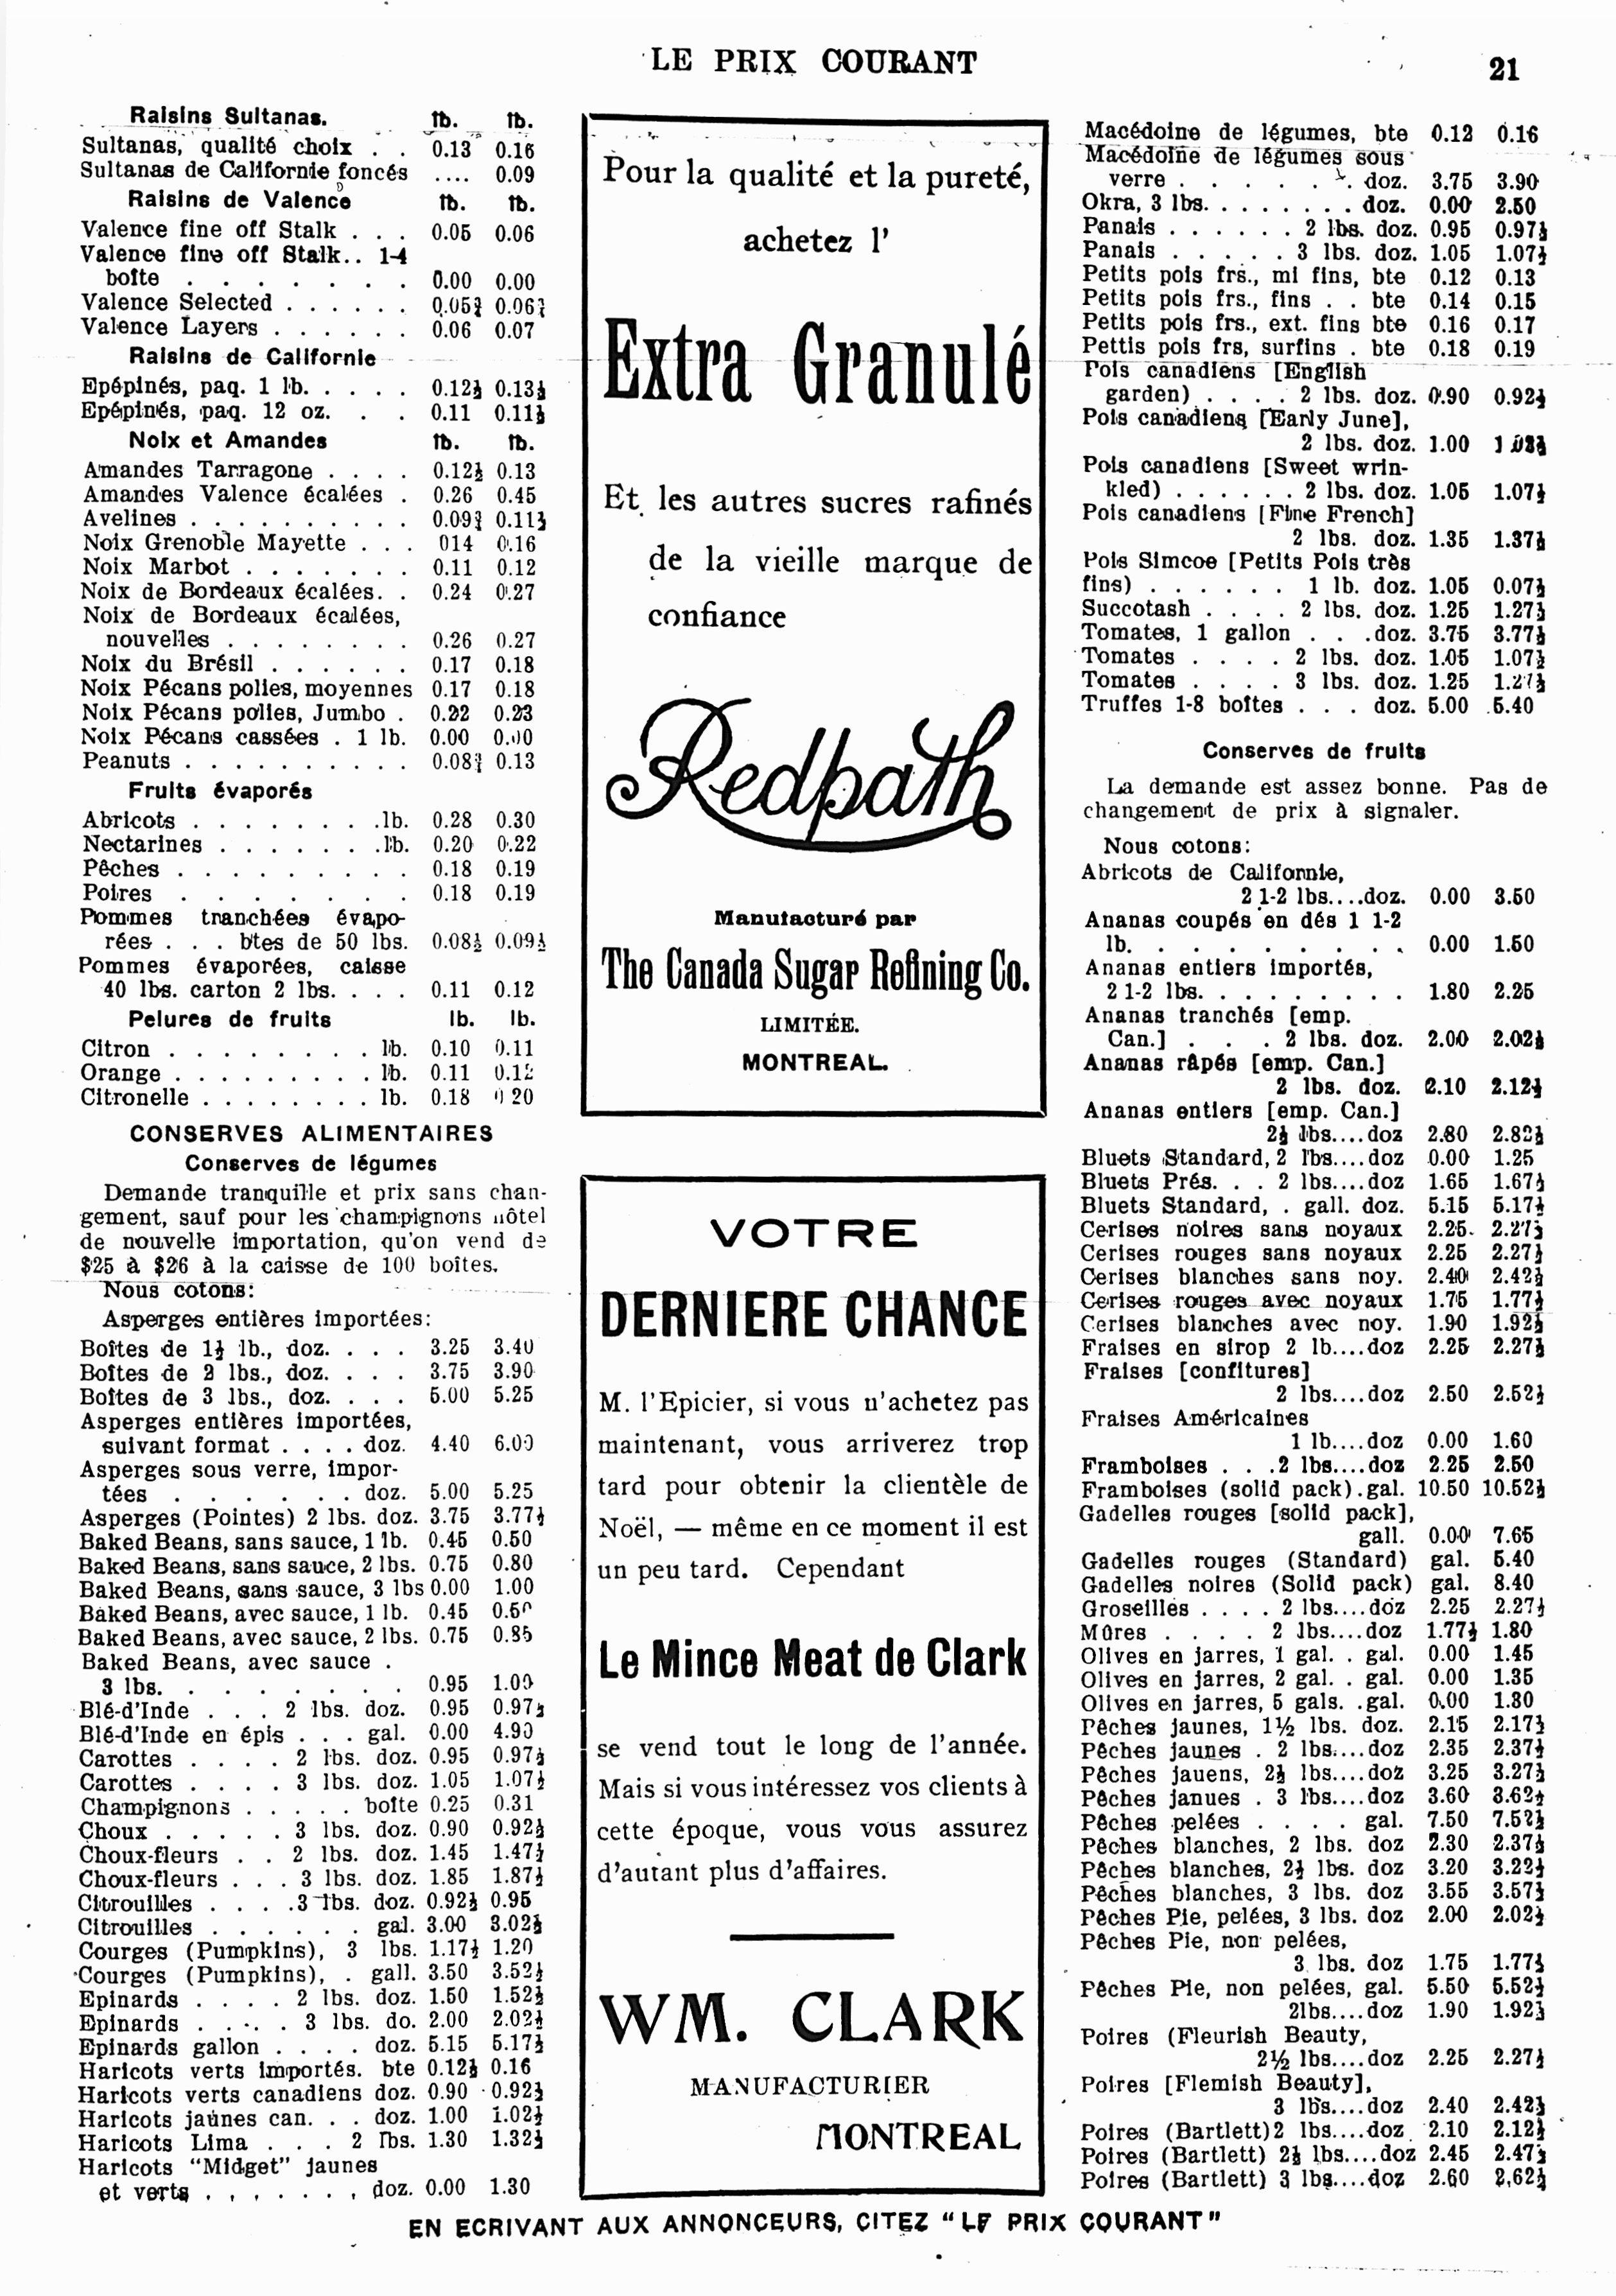 LE PRIX COURANT
21
Raisins Sultanas. lb. lb.
Sultanas, qualité choix . . 0.13 0.16
Sultanas de Californie foncés .... 0.09
Raisins de Valence lb. lb.
Valence fine off Stalk . . . 0.05 0.06
Valence fine off Stalk.. 1-4
boîte . . . . . . . 0.00 0.00
Valence Selected . . . . . . 0.05¾ 0.06¾
Valence Layers . . . . . . 0.06 0.07
Raisins de Californie
Epépinés, paq. 1 lb. . . . . 0.12½ 0.13½
Epépinés, paq. 12 oz. . . 0.11 0.11½
Noix et Amandes lb. lb.
Amandes Tarragone . . . . 0.12½ 0.13
Amandes Valence écalées . 0.26 0.45
Avelines . . . . . . . . . . 0.09¾ 0.11½
Noix Grenoble Mayette . . . 014 0.16
Noix Marbot . . . . . . . 0.11 0.12
Noix de Bordeaux écalées. . 0.24 0.27
Noix de Bordeaux écalées,
nouvelles . . . . . . . . 0.26 0.27
Noix du Brésil . . . . . . 0.17 0.18
Noix Pécans polies, moyennes 0.17 0.18
Noix Pécans polies, Jumbo . 0.22 0.23
Noix Pécans cassées . 1 lb. 0.00 0.00
Peanuts . . . . . . . . . . 0.08¾ 0.13
Fruits évaporés
Abricots . . . . . . . .lb. 0.28 0.30
Nectarines . . . . . . .lb. 0.20 0.22
Pêches . . . . . . . . . 0.18 0.19
Poires . . . . . . . 0.18 0.19
Pommes tranchées évapo-
rées . . . btes de 50 lbs. 0.08½ 0.09½
Pommes évaporées, caisse
40 lbs. carton 2 lbs. . . . 0.11 0.12
Pelures de fruits lb. lb.
Citron . . . . . . . . lb. 0.10 0.11
Orange . . . . . . . . . lb. 0.11 0.12
Citronelle . . . . . . . . lb. 0.18 0 20
CONSERVES ALIMENTAIRES
Conserves de légumes
Demande tranquille et prix sans chan-
gement, sauf pour les champignons hôtel
de nouvelle importation, qu'on vend de
$25 à $26 à la caisse de 100 boîtes.
Nous cotons:
Asperges entières importées:
Boîtes de 1½ lb., doz. . . . 3.25 3.40
Boîtes de 2 lbs., doz. . . . 3.75 3.90
Boîtes de 3 lbs., doz. . . . 5.00 5.25
Asperges entières importées,
suivant format . . . . doz. 4.40 6.00
Asperges sous verre, impor-
tées . . . . . . . doz. 5.00 5.25
Asperges (Pointes) 2 lbs. doz. 3.75 3.77½
Baked Beans, sans sauce, 1 lb. 0.45 0.50
Baked Beans, sans sauce, 2 lbs. 0.75 0.80
Baked Beans, sans sauce, 3 lbs 0.00 1.00
Baked Beans, avec sauce, 1 lb. 0.45 0.50
Baked Beans, avec sauce, 2 lbs. 0.75 0.85
Baked Beans, avec sauce .
3 lbs. . . . . . . . 0.95 1.00
Blé-d'Inde . . . 2 lbs. doz. 0.95 0.97½
Blé-d'Inde en épis . . . gal. 0.00 4.90
Carottes . . . . 2 lbs. doz. 0.95 0.97½
Carottes . . . . 3 lbs. doz. 1.05 1.07½
Champignons . . . . . boîte 0.25 0.31
Choux . . . . . 3 lbs. doz. 0.90 0.92½
Choux-fleurs . . 2 lbs. doz. 1.45 1.47½
Choux-fleurs . . . 3 lbs. doz. 1.85 1.87½
Citrouilles . . . .3 lbs. doz. 0.92½ 0.95
Citrouilles . . . . . . gal. 3.00 3.02½
Courges (Pumpkins), 3 lbs. 1.17½ 1.20
Courges (Pumpkins), . gall. 3.50 3.52½
Epinards . . . . 2 lbs. doz. 1.50 1.52½
Epinards . . . . 3 lbs. do. 2.00 2.02½
Epinards gallon . . . . doz. 5.15 5.17½
Haricots verts importés. bte 0.12½ 0.16
Haricots verts canadiens doz. 0.90 0.92½
Haricots jaunes can. . . doz. 1.00 1.02½
Haricots Lima . . . 2 lbs. 1.30 1.32½
Haricots "Midget" jaunes
et verts . . . . . . . doz. 0.00 1.30
Pour la qualité et la pureté,
achetez l'
Extra Granulé
Et les autres sucres rafinés
de la vieille marque de
confiance
Redpath
Manufacturé par
The Canada Sugar Refining Co.
LIMITÉE.
MONTREAL.
VOTRE
DERNIERE CHANCE
M. l'Epicier, si vous n'achetez pas
maintenant, vous arriverez trop
tard pour obtenir la clientèle de
Noël, — même en ce moment il est
un peu tard. Cependant
Le Mince Meat de Clark
se vend tout le long de l'année.
Mais si vous intéressez vos clients à
cette époque, vous vous assurez
d'autant plus d'affaires.
WM. CLARK
MANUFACTURIER
MONTREAL
Macédoine de légumes, bte 0.12 0.16
Macédoine de légumes sous
verre . . . . . . doz. 3.75 3.90
Okra, 3 lbs. . . . . . . . doz. 0.00 2.50
Panais . . . . . . 2 lbs. doz. 0.95 0.97½
Panais . . . . . 3 lbs. doz. 1.05 1.07½
Petits pois frs., mi fins, bte 0.12 0.13
Petits pois frs., fins . . bte 0.14 0.15
Petits pois frs., ext. fins bte 0.16 0.17
Pettis pois frs, surfins . bte 0.18 0.19
Pois canadiens [English
garden) . . . . 2 lbs. doz. 0.90 0.92½
Pois canadiens [Early June],
2 lbs. doz. 1.00
Pois canadiens [Sweet wrin-
kled) . . . . . . 2 lbs. doz. 1.05 1.07½
Pois canadiens [Fine French]
2 lbs. doz. 1.35 1.37½
Pois Simcoe [Petits Pois très
fins) . . . . . . 1 lb. doz. 1.05 0.07½
Succotash . . . . 2 lbs. doz. 1.25 1.27½
Tomates, 1 gallon . . .doz. 3.75 3.77½
Tomates . . . . 2 lbs. doz. 1.05 1.07½
Tomates . . . . 3 lbs. doz. 1.25 1.27½
Truffes 1-8 boîtes . . . doz. 5.00 5.40
Conserves de fruits
La demande est assez bonne. Pas de
changement de prix à signaler.
Nous cotons:
Abricots de Californie,
2 1-2 lbs....doz. 0.00 3.50
Ananas coupés en dés 1 1-2
lb. . . . . . . . . . 0.00 1.50
Ananas entiers importés,
2 1-2 lbs. . . . . . . . . 1.80 2.25
Ananas tranchés [emp.
Can.] . . . 2 lbs. doz. 2.00 2.02½
Ananas râpés [emp. Can.]
2 lbs. doz. 2.10 2.12½
Ananas entiers [emp. Can.]
2½ lbs....doz 2.80 2.82½
Bluets Standard, 2 lbs....doz 0.00 1.25
Bluets Prés. . . 2 lbs....doz 1.65 1.67½
Bluets Standard, . gall. doz. 5.15 5.17½
Cerises noires sans noyaux 2.25 2.27½
Cerises rouges sans noyaux 2.25 2.27½
Cerises blanches sans noy. 2.40 2.42½
Cerises rouges avec noyaux 1.75 1.77½
Cerises blanches avec noy. 1.90 1.92½
Fraises en sirop 2 lb....doz 2.25 2.27½
Fraises [confitures]
2 lbs....doz 2.50 2.52½
Fraises Américaines
1 lb....doz 0.00 1.60
Framboises . . .2 lbs....doz 2.25 2.50
Framboises (solid pack).gal. 10.50 10.52½
Gadelles rouges [solid pack],
gall. 0.00 7.65
Gadelles rouges (Standard) gal. 5.40
Gadelles noires (Solid pack) gal. 8.40
Groseilles . . . . 2 lbs....doz 2.25 2.27½
Mûres . . . . 2 lbs....doz 1.77½ 1.80
Olives en jarres, 1 gal. . gal. 0.00 1.45
Olives en jarres, 2 gal. . gal. 0.00 1.35
Olives en jarres, 5 gals. .gal. 0.00 1.30
Pêches jaunes, 1½ lbs. doz. 2.15 2.17½
Pêches jaunes . 2 lbs....doz 2.35 2.37½
Pêches jauens, 2½ lbs....doz 3.25 3.27½
Pêches janues . 3 lbs....doz 3.60 3.62½
Pêches pelées . . . . gal. 7.50 7.52½
Pêches blanches, 2 lbs. doz 2.30 2.37½
Pêches blanches, 2½ lbs. doz 3.20 3.22½
Pêches blanches, 3 lbs. doz 3.55 3.57½
Pêches Pie, pelées, 3 lbs. doz 2.00 2.02½
Pêches Pie, non pelées,
3 lbs. doz 1.75 1.77½
Pêches Pie, non pelées, gal. 5.50 5.52½
2lbs....doz 1.90 1.92½
Poires (Fleurish Beauty,
2½ lbs....doz 2.25 2.27½
Poires [Flemish Beauty],
3 lbs....doz 2.40 2.42½
Poires (Bartlett) 2 lbs....doz 2.10 2.12½
Poires (Bartlett) 2½ lbs....doz 2.45 2.47½
Poires (Bartlett) 3 lbs....doz 2.60 2,62½
EN ECRIVANT AUX ANNONCEURS, CITEZ "LE PRIX COURANT"